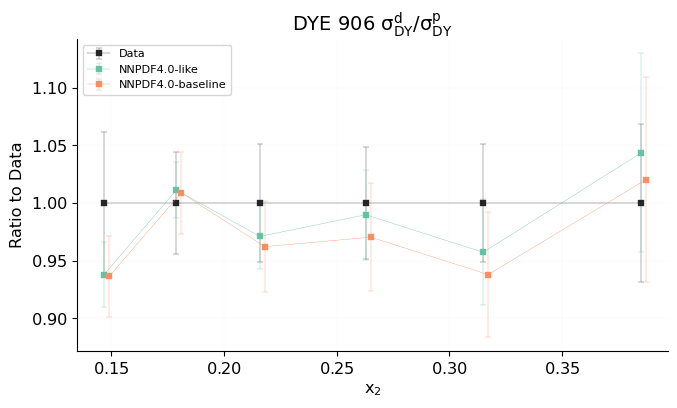 DYE 906 σ^d_DY/σ^p_DY
Data
NNPDF4.0-like
NNPDF4.0-baseline
Ratio to Data
1.10
1.05
1.00
0.95
0.90
0.15 0.20 0.25 0.30 0.35
x_2